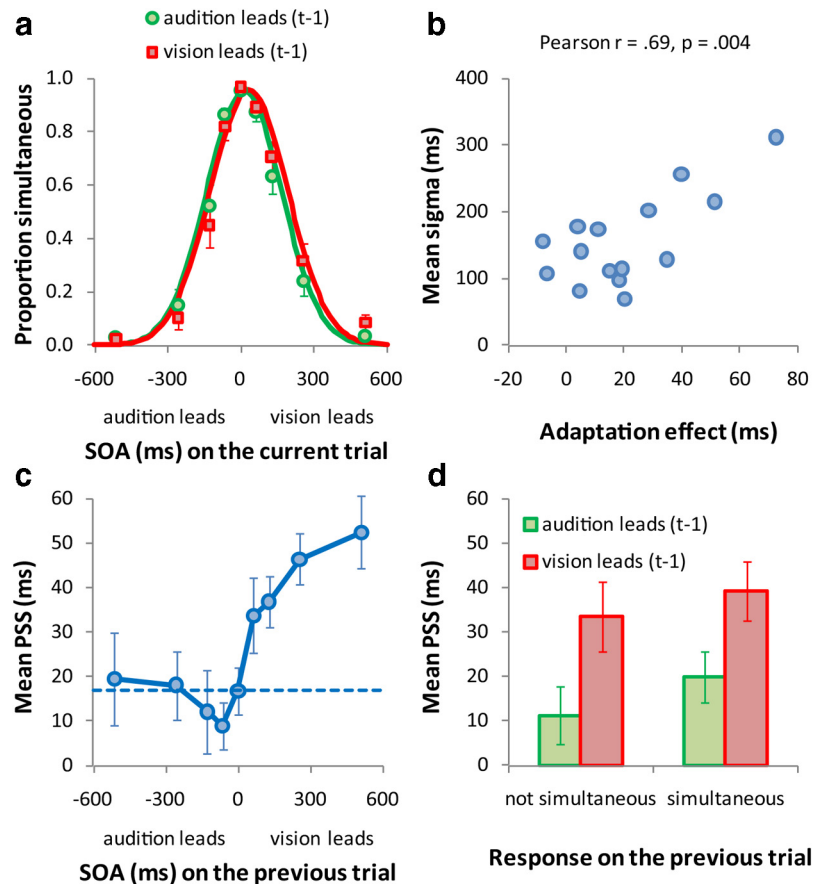 a
audition leads (t-1)
vision leads (t-1)
Proportion simultaneous
1.0
0.8
0.6
0.4
0.2
0.0
-600 -300 0 300 600
audition leads vision leads
SOA (ms) on the current trial
b
Pearson r = .69, p = .004
Mean sigma (ms)
400
300
200
100
0
-20 0 20 40 60 80
Adaptation effect (ms)
c
Mean PSS (ms)
60
50
40
30
20
10
0
-600 -300 0 300 600
audition leads vision leads
SOA (ms) on the previous trial
d
audition leads (t-1)
vision leads (t-1)
Mean PSS (ms)
60
50
40
30
20
10
0
not simultaneous simultaneous
Response on the previous trial